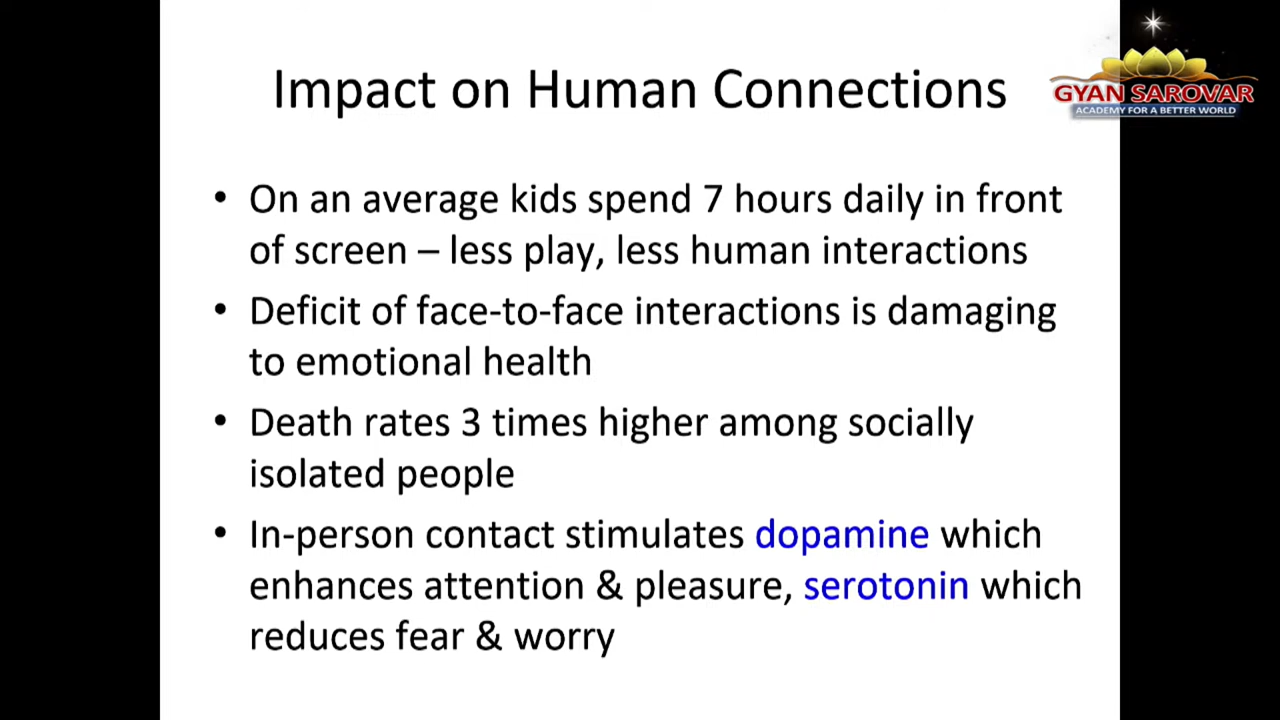 Impact on Human Connections
GYAN SAROVAR
ACADEMY FOR A BETTER WORLD
• On an average kids spend 7 hours daily in front
of screen – less play, less human interactions
• Deficit of face-to-face interactions is damaging
to emotional health
• Death rates 3 times higher among socially
isolated people
• In-person contact stimulates dopamine which
enhances attention & pleasure, serotonin which
reduces fear & worry